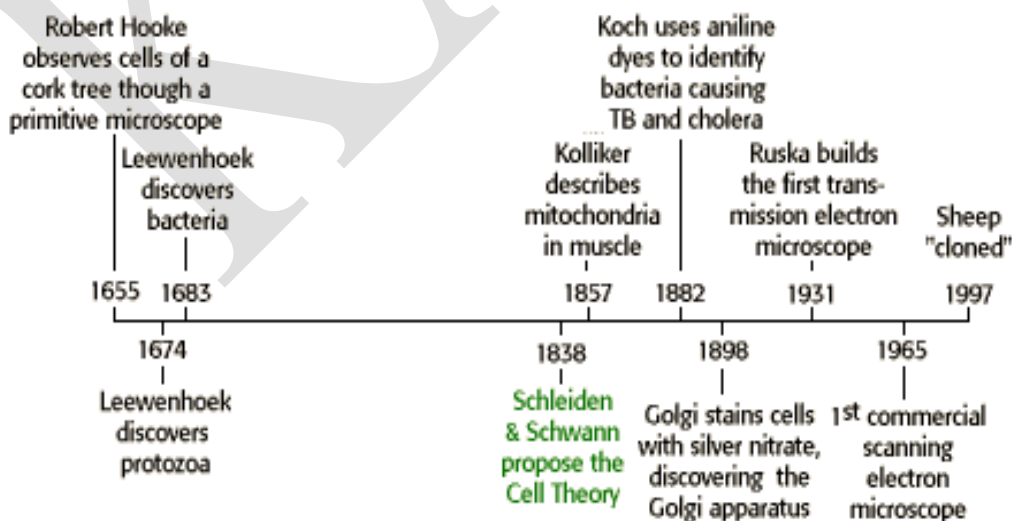 Robert Hooke
observes cells of a
cork tree though a
primitive microscope
Koch uses aniline
dyes to identify
bacteria causing
TB and cholera
Leewenhoek
discovers
bacteria
Kolliker
describes
mitochondria
in muscle
Ruska builds
the first trans-
mission electron
microscope
Sheep
"cloned"
1655 1683 1857 1882 1931 1997
1674 1838 1898 1965
Leewenhoek
discovers
protozoa
Schleiden
& Schwann
propose the
Cell Theory
Golgi stains cells
with silver nitrate,
discovering the
Golgi apparatus
1st commercial
scanning
electron
microscope